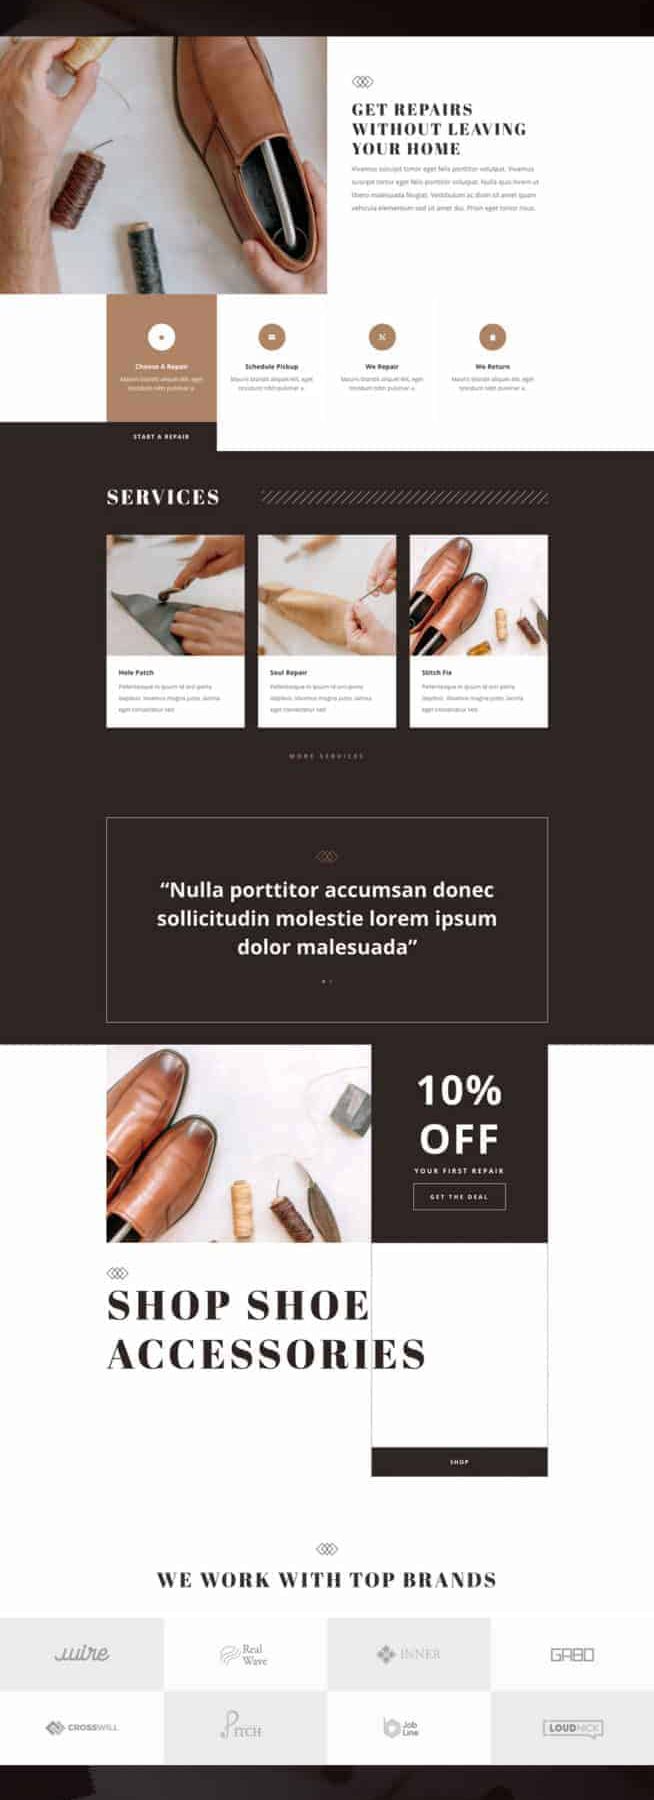 GET REPAIRS
WITHOUT LEAVING
YOUR HOME
Vivamus suscipit tortor eget felis porttitor volutpat. Vivamus
suscipit tortor eget felis porttitor volutpat. Nulla quis lorem ut
libero malesuada feugiat. Vestibulum ac diam sit amet quam
vehicula elementum sed sit amet dui. Proin eget tortor risus.
Choose A Repair
Mauris blandit aliquet elit, eget
tincidunt nibh pulvinar a.
Schedule Pickup
Mauris blandit aliquet elit, eget
tincidunt nibh pulvinar a.
We Repair
Mauris blandit aliquet elit, eget
tincidunt nibh pulvinar a.
We Return
Mauris blandit aliquet elit, eget
tincidunt nibh pulvinar a.
START A REPAIR
SERVICES
Hole Patch
Pellentesque in ipsum id orci porta
dapibus. Vivamus magna justo, lacinia
eget consectetur sed
Soul Repair
Pellentesque in ipsum id orci porta
dapibus. Vivamus magna justo, lacinia
eget consectetur sed
Stitch Fix
Pellentesque in ipsum id orci porta
dapibus. Vivamus magna justo, lacinia
eget consectetur sed
MORE SERVICES
“Nulla porttitor accumsan donec
sollicitudin molestie lorem ipsum
dolor malesuada”
10%
OFF
YOUR FIRST REPAIR
GET THE DEAL
SHOP SHOE
ACCESSORIES
SHOP
WE WORK WITH TOP BRANDS
wire
Real
Wave
INNER
GABO
CROSSWILL
PITCH
Job
Line
LOUDNICK